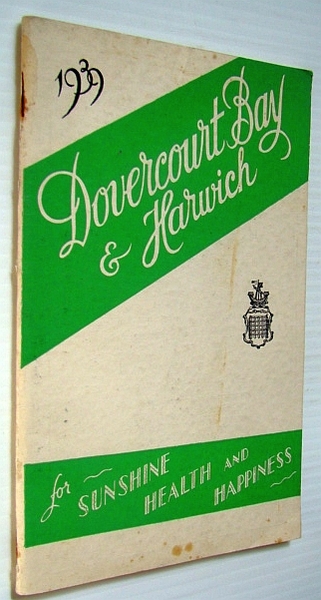 1939
Dovercourt Bay
& Harwich
for SUNSHINE
HEALTH AND
HAPPINESS